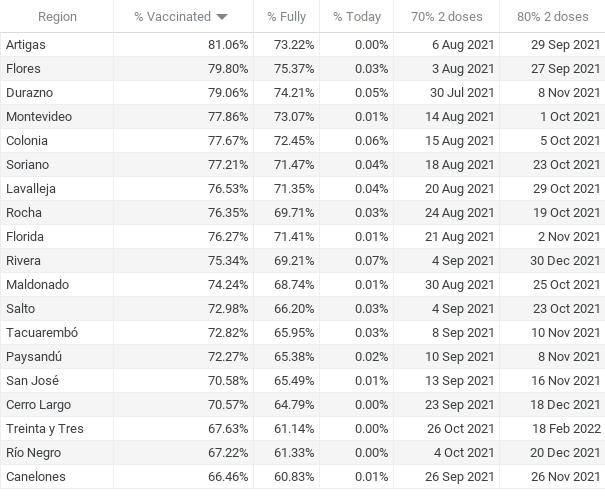 Region % Vaccinated % Fully % Today 70% 2 doses 80% 2 doses
Artigas 81.06% 73.22% 0.00% 6 Aug 2021 29 Sep 2021
Flores 79.80% 75.37% 0.03% 3 Aug 2021 27 Sep 2021
Durazno 79.06% 74.21% 0.05% 30 Jul 2021 8 Nov 2021
Montevideo 77.86% 73.07% 0.01% 14 Aug 2021 1 Oct 2021
Colonia 77.67% 72.45% 0.06% 15 Aug 2021 5 Oct 2021
Soriano 77.21% 71.47% 0.04% 18 Aug 2021 23 Oct 2021
Lavalleja 76.53% 71.35% 0.04% 20 Aug 2021 29 Oct 2021
Rocha 76.35% 69.71% 0.03% 24 Aug 2021 19 Oct 2021
Florida 76.27% 71.41% 0.01% 21 Aug 2021 2 Nov 2021
Rivera 75.34% 69.21% 0.07% 4 Sep 2021 30 Dec 2021
Maldonado 74.24% 68.74% 0.01% 30 Aug 2021 25 Oct 2021
Salto 72.98% 66.20% 0.03% 4 Sep 2021 23 Oct 2021
Tacuarembó 72.82% 65.95% 0.03% 8 Sep 2021 10 Nov 2021
Paysandú 72.27% 65.38% 0.02% 10 Sep 2021 8 Nov 2021
San José 70.58% 65.49% 0.01% 13 Sep 2021 16 Nov 2021
Cerro Largo 70.57% 64.79% 0.00% 23 Sep 2021 18 Dec 2021
Treinta y Tres 67.63% 61.14% 0.00% 26 Oct 2021 18 Feb 2022
Río Negro 67.22% 61.33% 0.00% 4 Oct 2021 20 Dec 2021
Canelones 66.46% 60.83% 0.01% 26 Sep 2021 26 Nov 2021